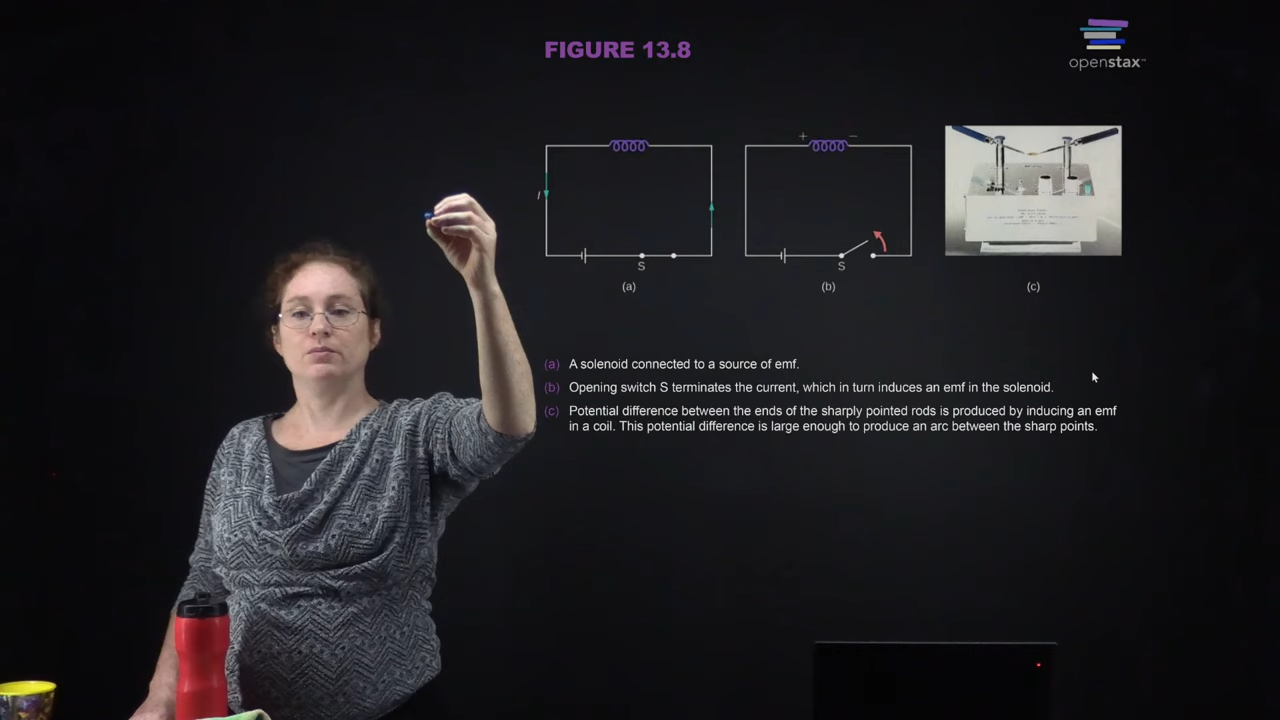 FIGURE 13.8
openstax™
+ −
I
S
S
(a)
(b)
(c)
(a) A solenoid connected to a source of emf.
(b) Opening switch S terminates the current, which in turn induces an emf in the solenoid.
(c) Potential difference between the ends of the sharply pointed rods is produced by inducing an emf
in a coil. This potential difference is large enough to produce an arc between the sharp points.